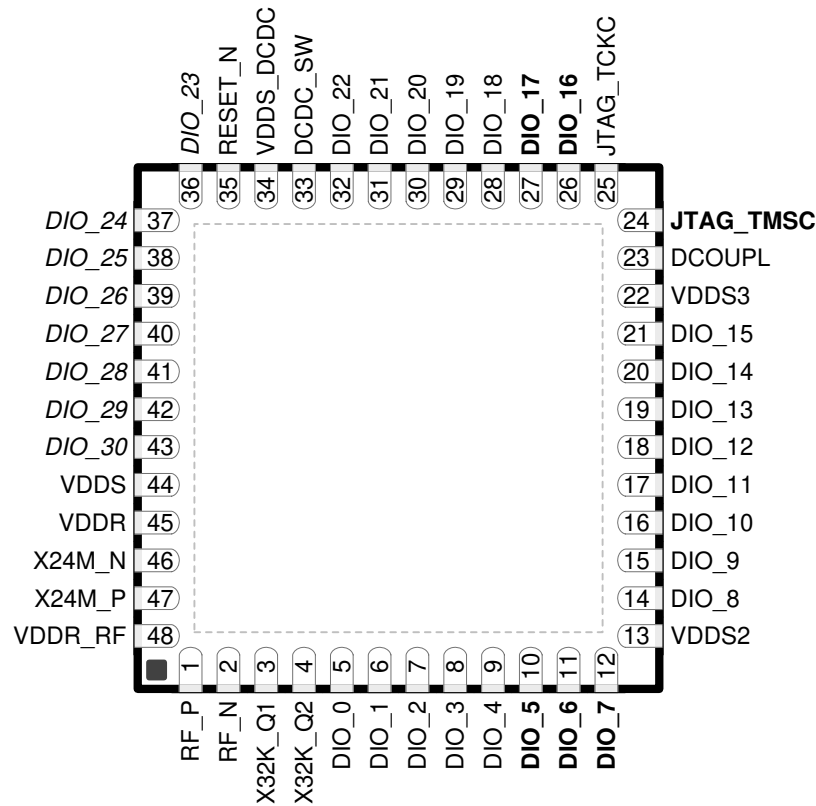 DIO_23
RESET_N
VDDS_DCDC
DCDC_SW
DIO_22
DIO_21
DIO_20
DIO_19
DIO_18
DIO_17
DIO_16
JTAG_TCKC
36
35
34
33
32
31
30
29
28
27
26
25
DIO_24 37
DIO_25 38
DIO_26 39
DIO_27 40
DIO_28 41
DIO_29 42
DIO_30 43
VDDS 44
VDDR 45
X24M_N 46
X24M_P 47
VDDR_RF 48
24 JTAG_TMSC
23 DCOUPL
22 VDDS3
21 DIO_15
20 DIO_14
19 DIO_13
18 DIO_12
17 DIO_11
16 DIO_10
15 DIO_9
14 DIO_8
13 VDDS2
1
2
3
4
5
6
7
8
9
10
11
12
RF_P
RF_N
X32K_Q1
X32K_Q2
DIO_0
DIO_1
DIO_2
DIO_3
DIO_4
DIO_5
DIO_6
DIO_7